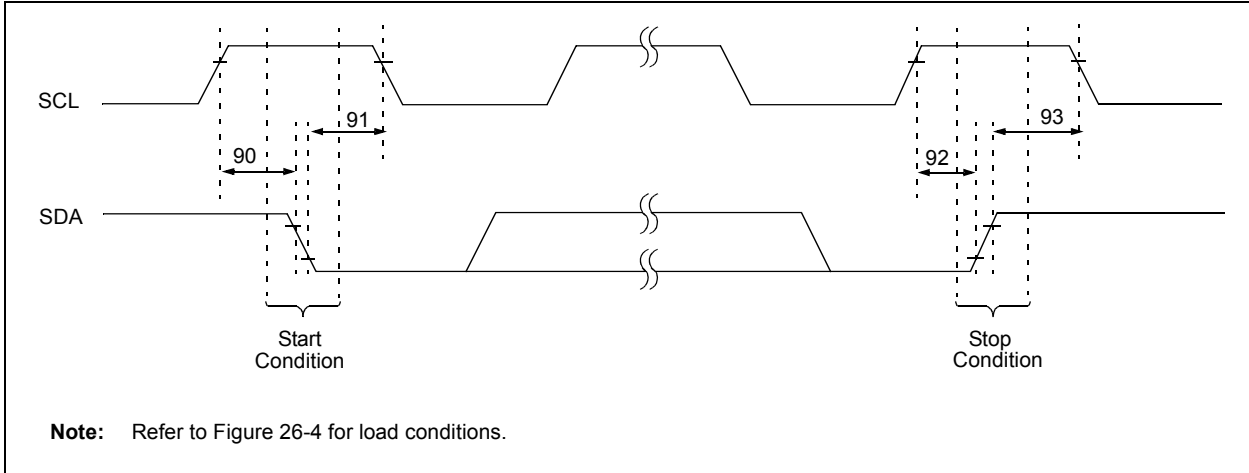 SCL
91
93
90
92
SDA
Start
Condition
Stop
Condition
Note: Refer to Figure 26-4 for load conditions.